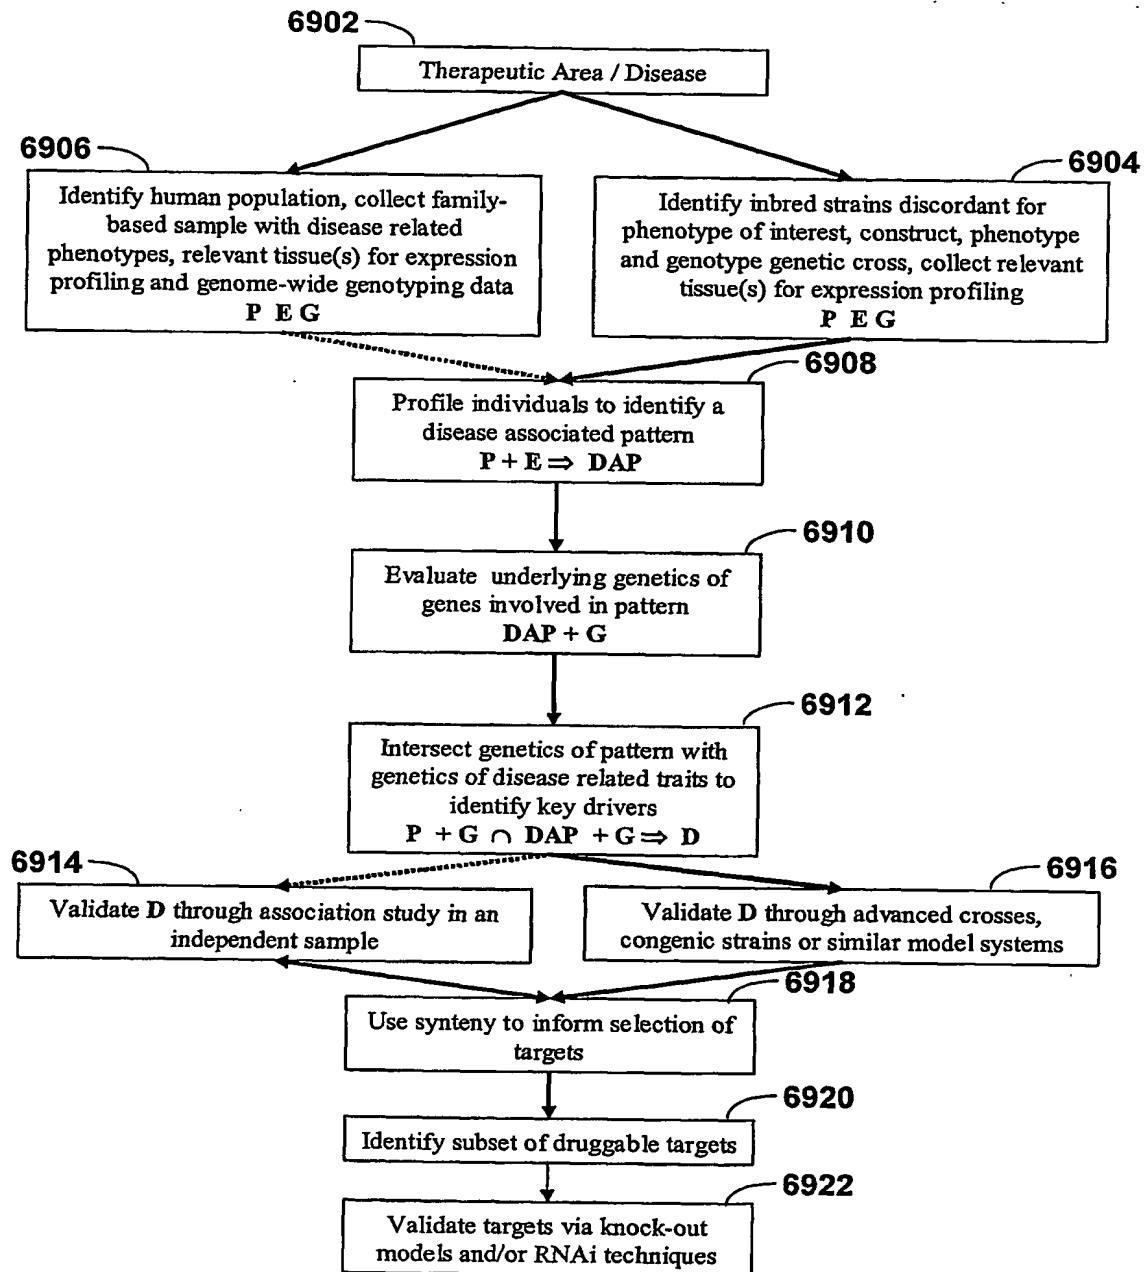 6902
Therapeutic Area / Disease
6906
Identify human population, collect family-
based sample with disease related
phenotypes, relevant tissue(s) for expression
profiling and genome-wide genotyping data
P E G
6904
Identify inbred strains discordant for
phenotype of interest, construct, phenotype
and genotype genetic cross, collect relevant
tissue(s) for expression profiling
P E G
6908
Profile individuals to identify a
disease associated pattern
P + E ⇒ DAP
6910
Evaluate underlying genetics of
genes involved in pattern
DAP + G
6912
Intersect genetics of pattern with
genetics of disease related traits to
identify key drivers
P + G ∩ DAP + G ⇒ D
6914
Validate D through association study in an
independent sample
6916
Validate D through advanced crosses,
congenic strains or similar model systems
6918
Use synteny to inform selection of
targets
6920
Identify subset of druggable targets
6922
Validate targets via knock-out
models and/or RNAi techniques